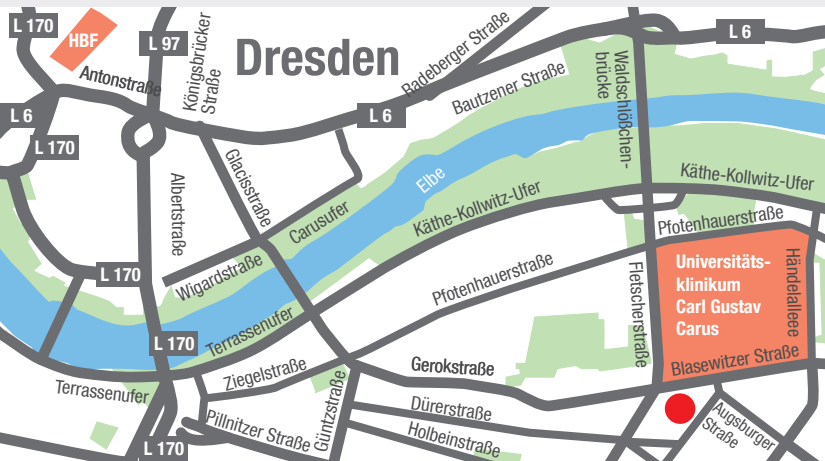 L 170
HBF
L 97
Königsbrücker
Straße
Dresden
Radeberger Straße
L 6
Antonstraße
Bautzener Straße
Waldschlößchen-
brücke
L 6
L 6
L 170
Glacisstraße
Albertstraße
Elbe
Käthe-Kollwitz-Ufer
Käthe-Kollwitz-Ufer
Carusufer
Pfotenhauerstraße
Wigardstraße
L 170
Pfotenhauerstraße
Fletscherstraße
Universitäts-
klinikum
Carl Gustav
Carus
Händelalleee
Terrassenufer
L 170
Blasewitzer Straße
Ziegelstraße
Gerokstraße
Terrassenufer
Güntzstraße
Dürerstraße
Pillnitzer Straße
Holbeinstraße
Augsburger
Straße
L 170